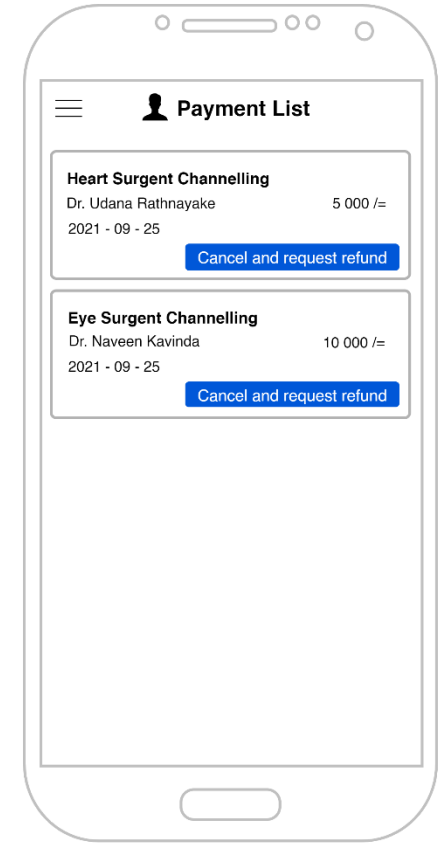 Payment List
Heart Surgent Channelling
Dr. Udana Rathnayake 5 000 /=
2021 - 09 - 25
Cancel and request refund
Eye Surgent Channelling
Dr. Naveen Kavinda 10 000 /=
2021 - 09 - 25
Cancel and request refund